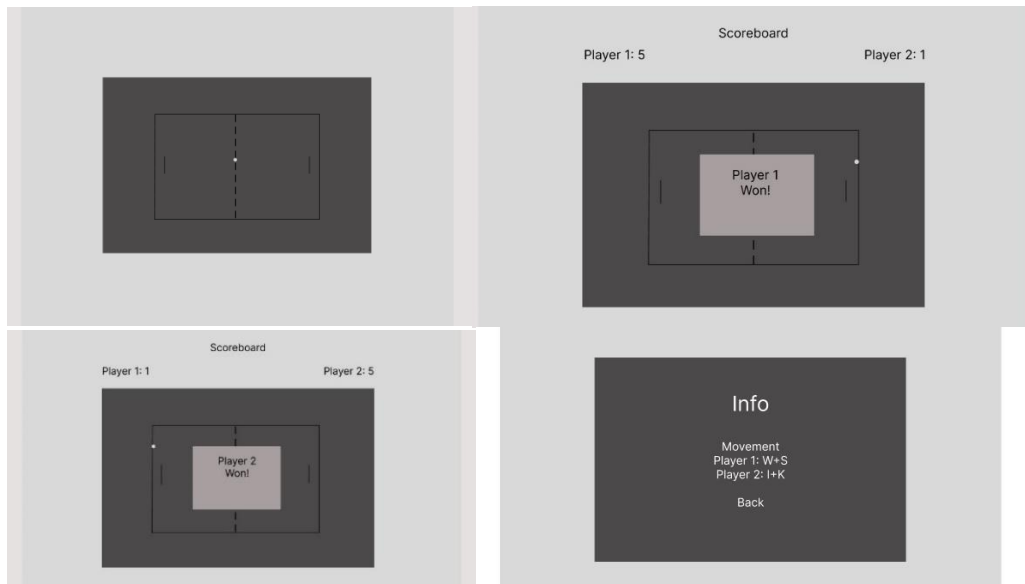 Scoreboard
Player 1: 5
Player 2: 1
Player 1
Won!
Scoreboard
Player 1: 1
Player 2: 5
Player 2
Won!
Info
Movement
Player 1: W+S
Player 2: I+K
Back